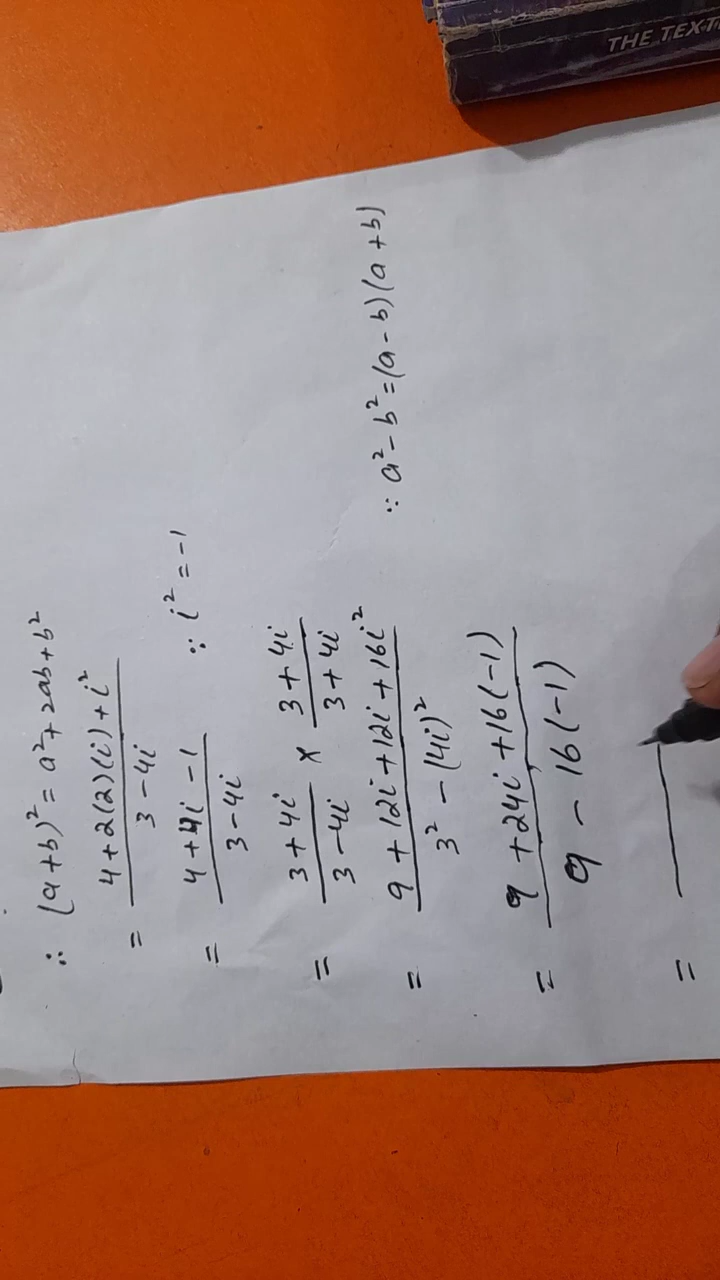 THE TEXT
∴ (a+b)² = a²+2ab+b²
= 4+2(2)(i)+i² / 3-4i
= 4+4i-1 / 3-4i ∵ i²=-1
= 3+4i / 3-4i × 3+4i / 3+4i
= 9+12i+12i+16i² / 3²-(4i)² ∵ a²-b²=(a-b)(a+b)
= 9+24i+16(-1) / 9-16(-1)
=